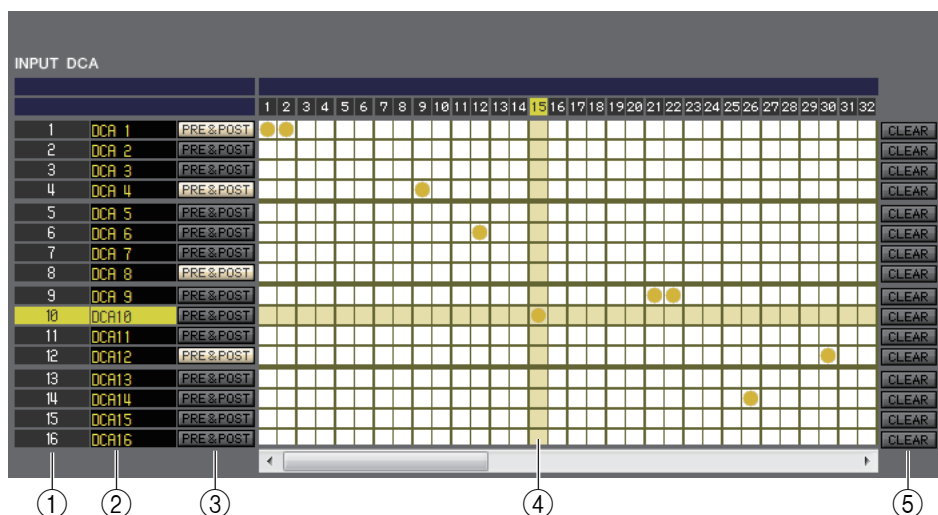 INPUT DCA
1 2 3 4 5 6 7 8 9 10 11 12 13 14 15 16 17 18 19 20 21 22 23 24 25 26 27 28 29 30 31 32
1 DCA 1 PRE&POST CLEAR
2 DCA 2 PRE&POST CLEAR
3 DCA 3 PRE&POST CLEAR
4 DCA 4 PRE&POST CLEAR
5 DCA 5 PRE&POST CLEAR
6 DCA 6 PRE&POST CLEAR
7 DCA 7 PRE&POST CLEAR
8 DCA 8 PRE&POST CLEAR
9 DCA 9 PRE&POST CLEAR
10 DCA10 PRE&POST CLEAR
11 DCA11 PRE&POST CLEAR
12 DCA12 PRE&POST CLEAR
13 DCA13 PRE&POST CLEAR
14 DCA14 PRE&POST CLEAR
15 DCA15 PRE&POST CLEAR
16 DCA16 PRE&POST CLEAR
① ② ③ ④ ⑤